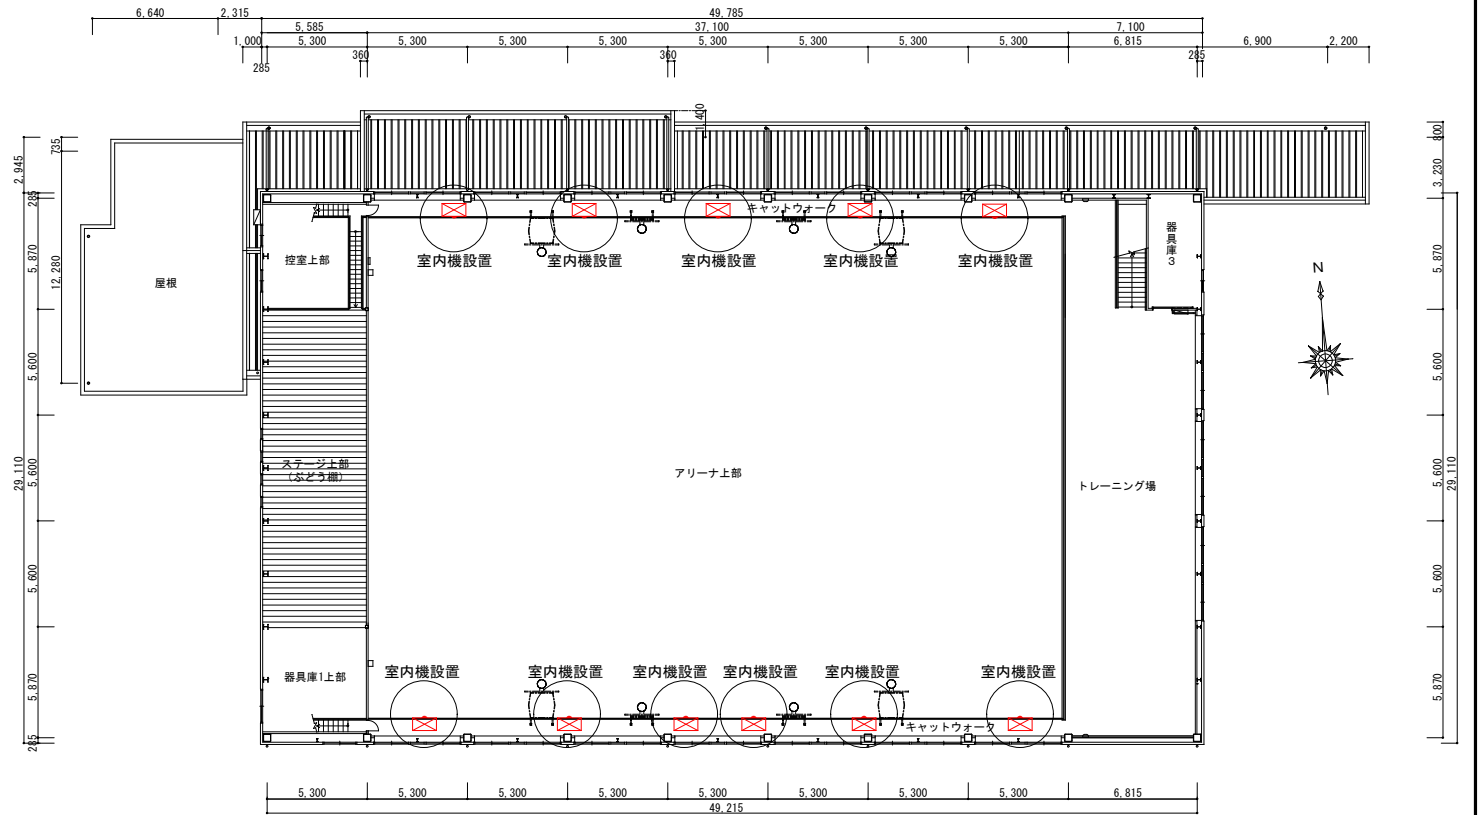 6,640
2,315
49,785
5,585
37,100
7,100
1,000
5,300
5,300
5,300
5,300
5,300
5,300
5,300
5,300
6,815
6,900
2,200
285
360
360
285
1,400
2,945
735
800
3,230
285
キャットウォーク
室内機設置
室内機設置
室内機設置
室内機設置
室内機設置
控室上部
器具庫3
屋根
N
5,870
12,280
5,870
5,600
5,600
ステージ上部
(ぶどう棚)
アリーナ上部
トレーニング場
29,110
5,600
5,600
29,110
5,600
5,600
器具庫1上部
室内機設置
室内機設置
室内機設置
室内機設置
室内機設置
室内機設置
5,870
5,870
キャットウォーク
285
5,300
5,300
5,300
5,300
5,300
5,300
5,300
5,300
6,815
49,215